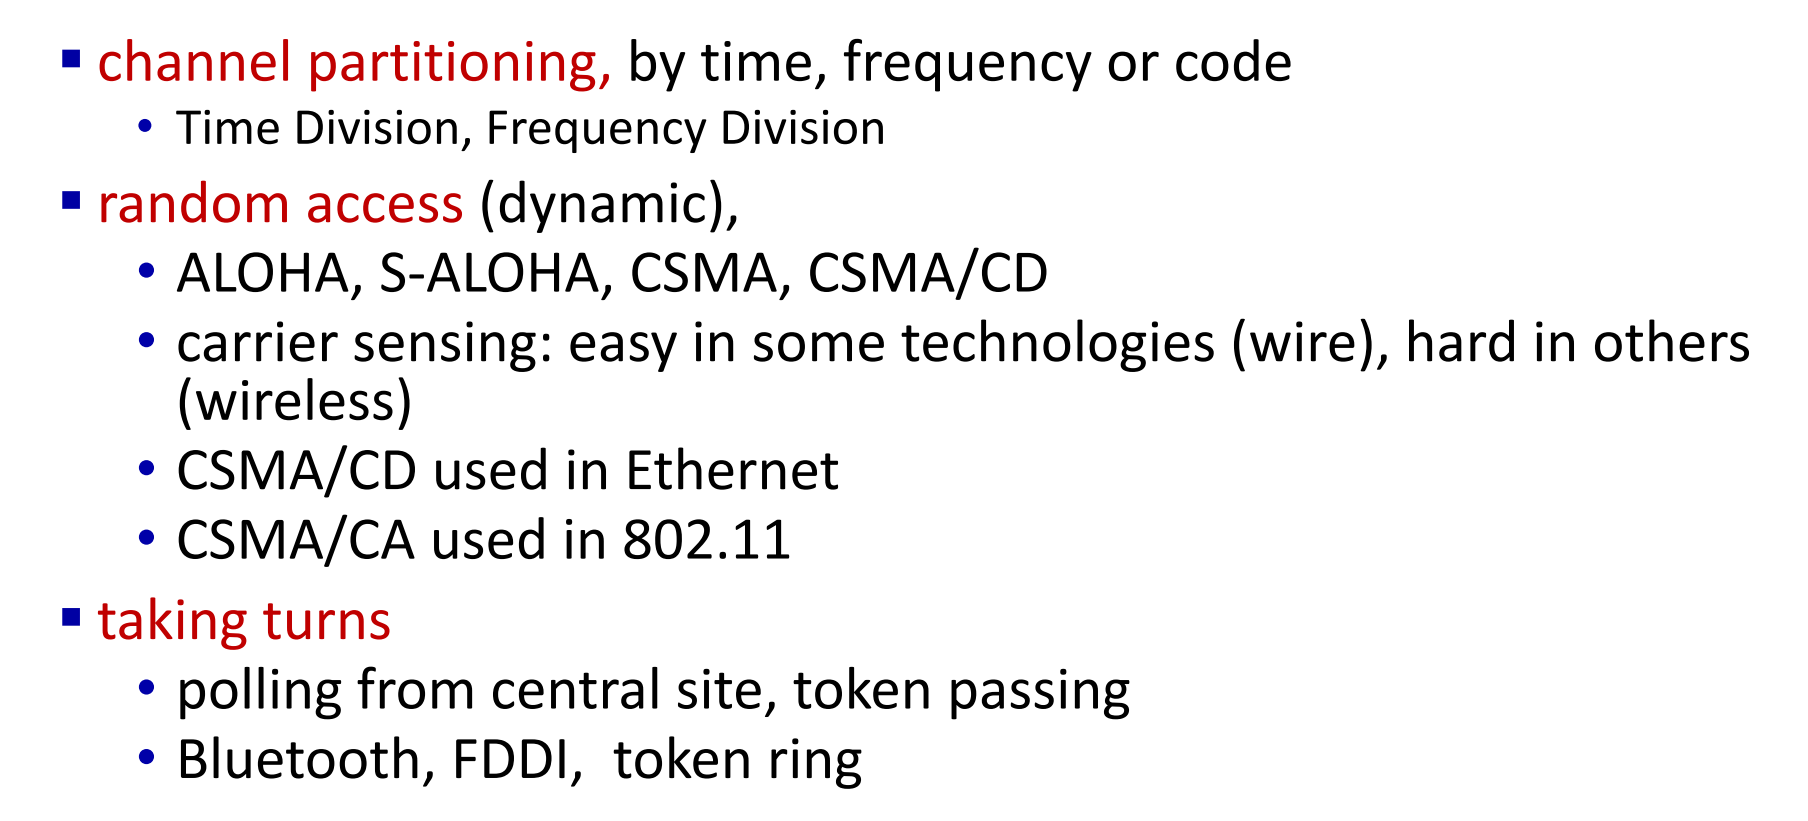 ▪ channel partitioning, by time, frequency or code
• Time Division, Frequency Division
▪ random access (dynamic),
• ALOHA, S-ALOHA, CSMA, CSMA/CD
• carrier sensing: easy in some technologies (wire), hard in others
(wireless)
• CSMA/CD used in Ethernet
• CSMA/CA used in 802.11
▪ taking turns
• polling from central site, token passing
• Bluetooth, FDDI,  token ring